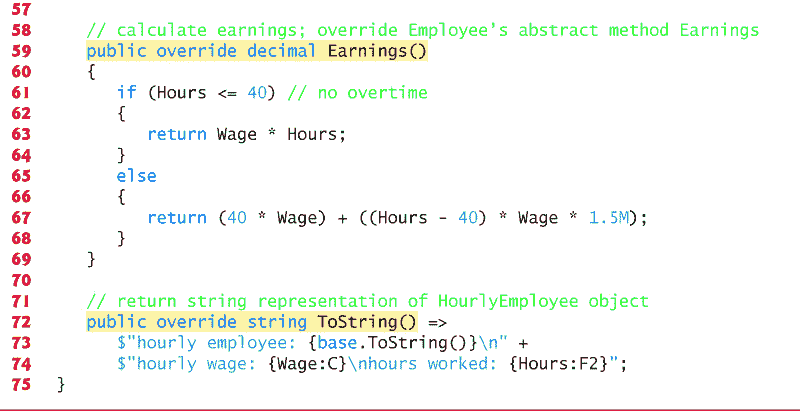 57
58 // calculate earnings; override Employee’s abstract method Earnings
59 public override decimal Earnings()
60 {
61 if (Hours <= 40) // no overtime
62 {
63 return Wage * Hours;
64 }
65 else
66 {
67 return (40 * Wage) + ((Hours - 40) * Wage * 1.5M);
68 }
69 }
70
71 // return string representation of HourlyEmployee object
72 public override string ToString() =>
73 $"hourly employee: {base.ToString()}\n" +
74 $"hourly wage: {Wage:C}\nhours worked: {Hours:F2}";
75 }